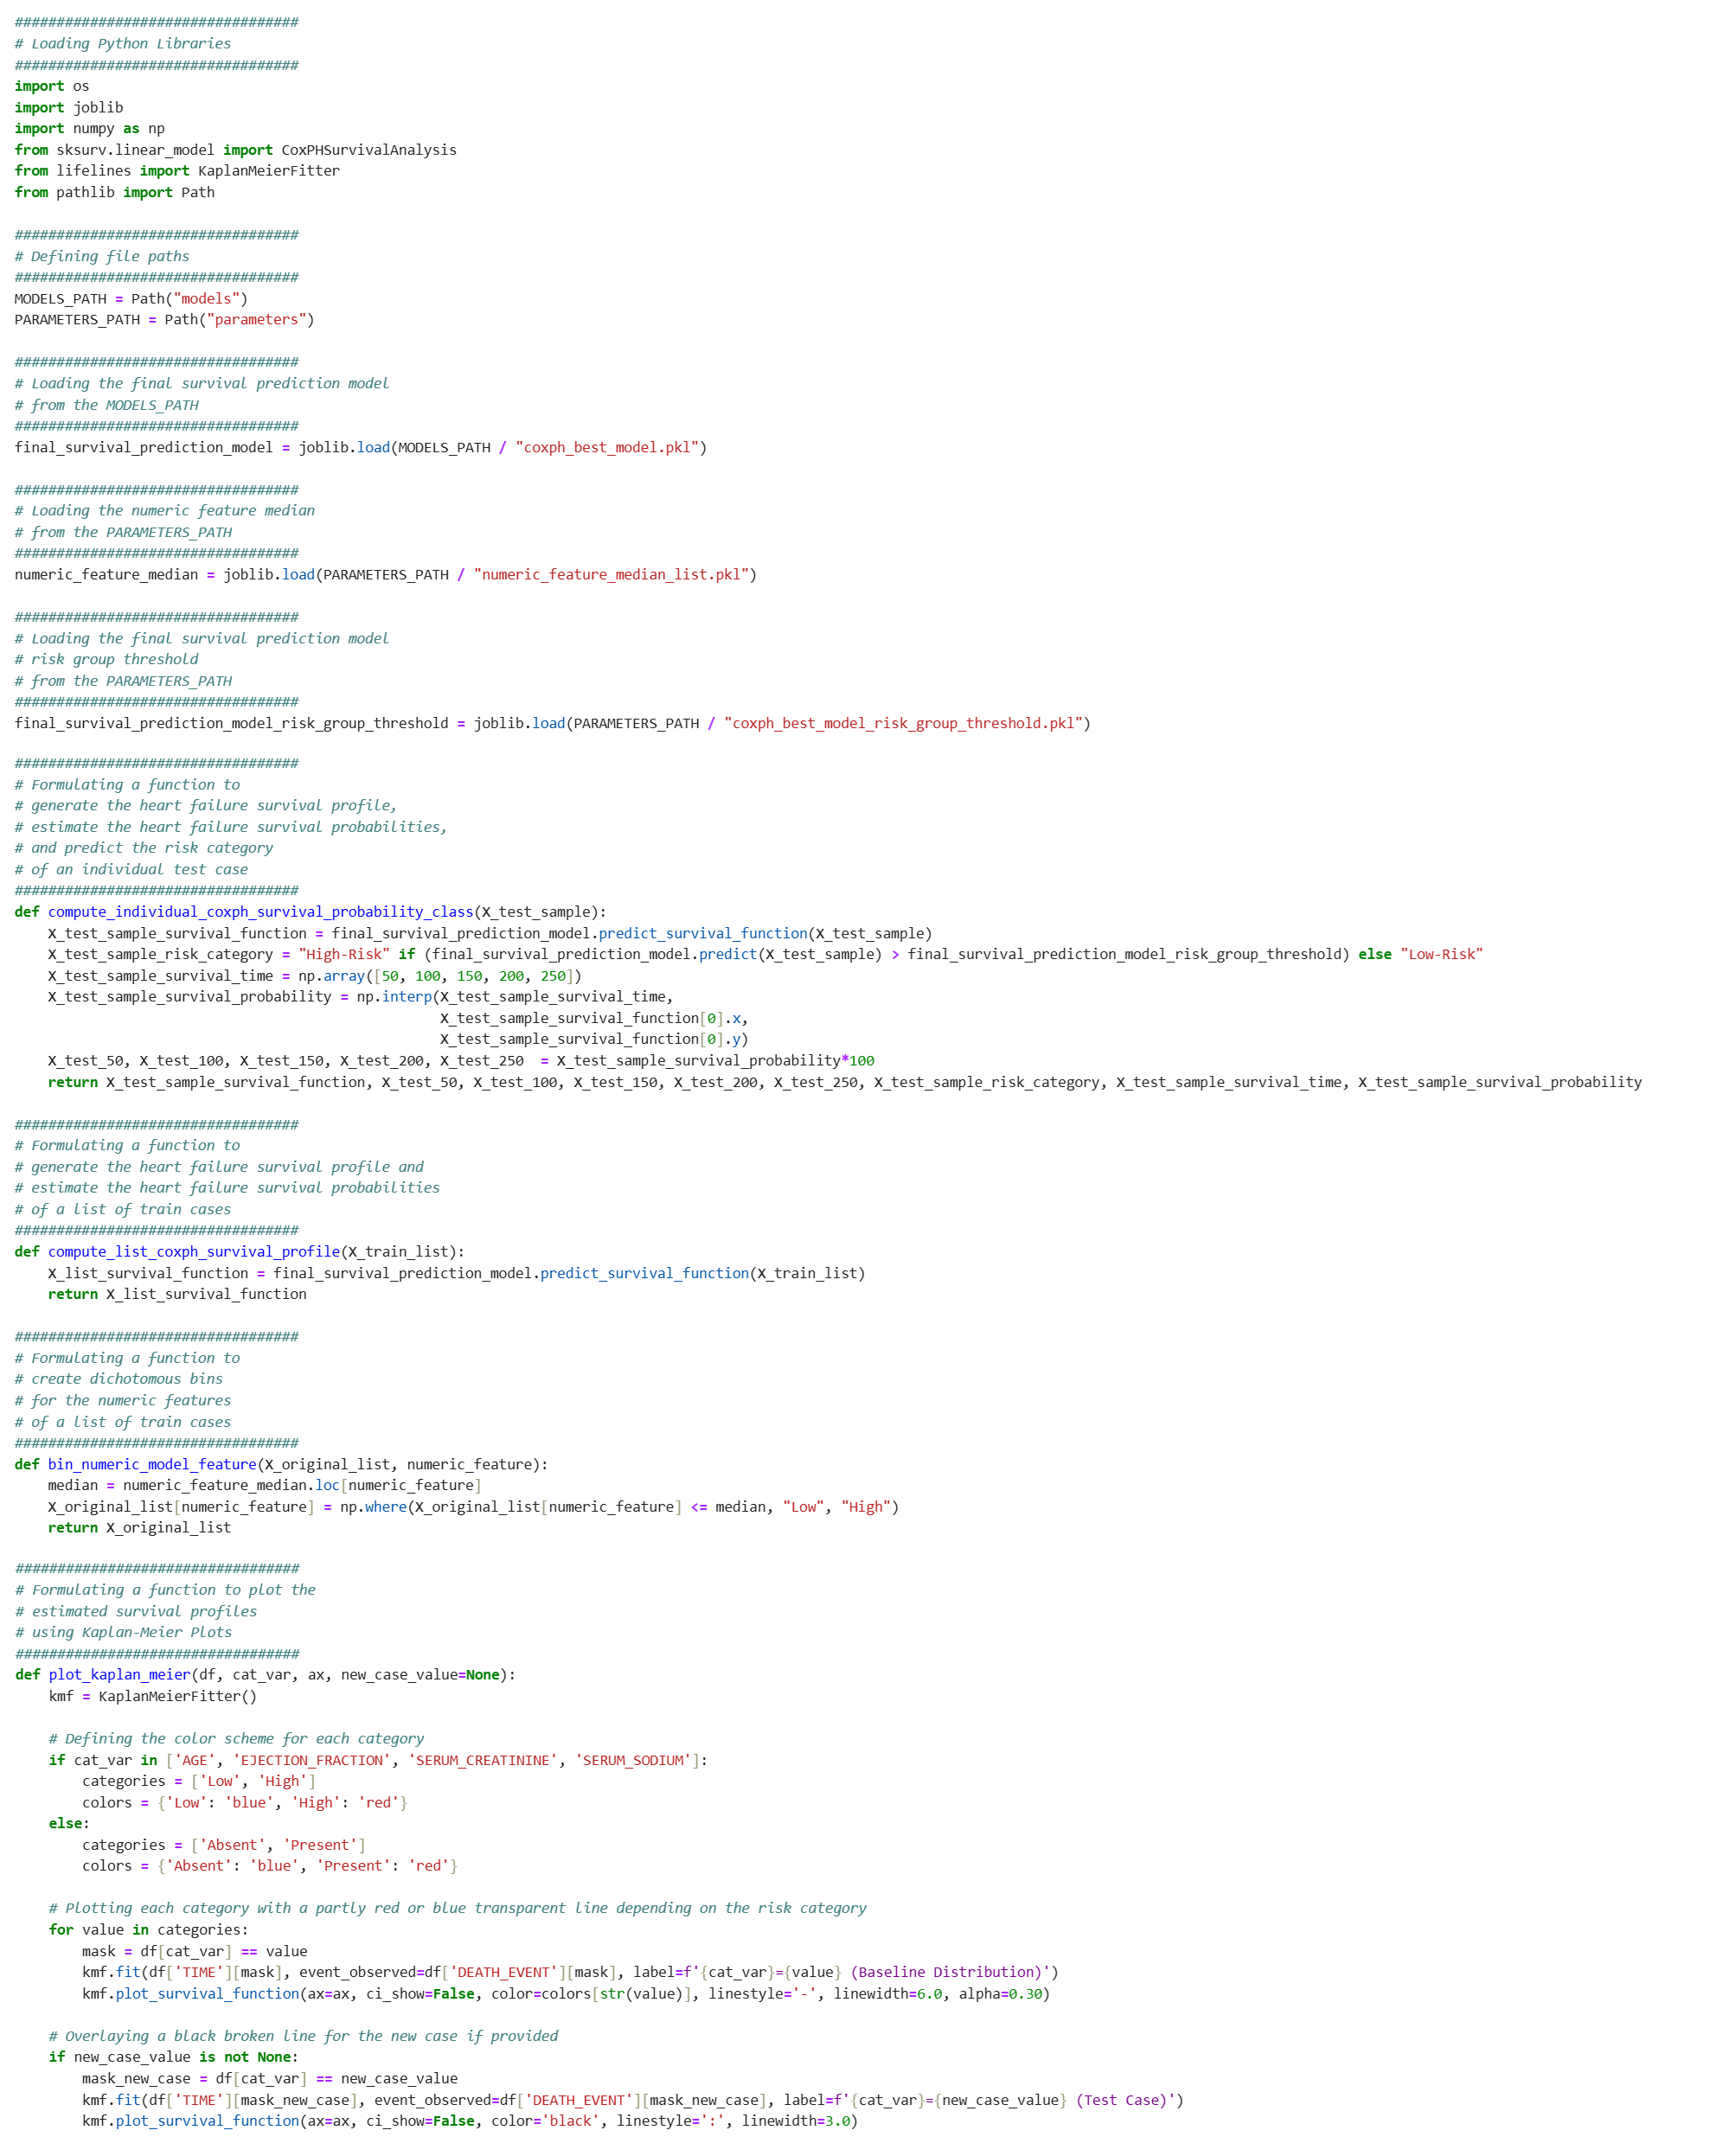 ##################################
# Loading Python Libraries
##################################
import os
import joblib
import numpy as np
from sksurv.linear_model import CoxPHSurvivalAnalysis
from lifelines import KaplanMeierFitter
from pathlib import Path

##################################
# Defining file paths
##################################
MODELS_PATH = Path("models")
PARAMETERS_PATH = Path("parameters")

##################################
# Loading the final survival prediction model
# from the MODELS_PATH
##################################
final_survival_prediction_model = joblib.load(MODELS_PATH / "coxph_best_model.pkl")

##################################
# Loading the numeric feature median
# from the PARAMETERS_PATH
##################################
numeric_feature_median = joblib.load(PARAMETERS_PATH / "numeric_feature_median_list.pkl")

##################################
# Loading the final survival prediction model
# risk group threshold
# from the PARAMETERS_PATH
##################################
final_survival_prediction_model_risk_group_threshold = joblib.load(PARAMETERS_PATH / "coxph_best_model_risk_group_threshold.pkl")

##################################
# Formulating a function to
# generate the heart failure survival profile,
# estimate the heart failure survival probabilities,
# and predict the risk category
# of an individual test case
##################################
def compute_individual_coxph_survival_probability_class(X_test_sample):
    X_test_sample_survival_function = final_survival_prediction_model.predict_survival_function(X_test_sample)
    X_test_sample_risk_category = "High-Risk" if (final_survival_prediction_model.predict(X_test_sample) > final_survival_prediction_model_risk_group_threshold) else "Low-Risk"
    X_test_sample_survival_time = np.array([50, 100, 150, 200, 250])
    X_test_sample_survival_probability = np.interp(X_test_sample_survival_time,
                                                   X_test_sample_survival_function[0].x,
                                                   X_test_sample_survival_function[0].y)
    X_test_50, X_test_100, X_test_150, X_test_200, X_test_250  = X_test_sample_survival_probability*100
    return X_test_sample_survival_function, X_test_50, X_test_100, X_test_150, X_test_200, X_test_250, X_test_sample_risk_category, X_test_sample_survival_time, X_test_sample_survival_probability

##################################
# Formulating a function to
# generate the heart failure survival profile and
# estimate the heart failure survival probabilities
# of a list of train cases
##################################
def compute_list_coxph_survival_profile(X_train_list):
    X_list_survival_function = final_survival_prediction_model.predict_survival_function(X_train_list)
    return X_list_survival_function

##################################
# Formulating a function to
# create dichotomous bins
# for the numeric features
# of a list of train cases
##################################
def bin_numeric_model_feature(X_original_list, numeric_feature):
    median = numeric_feature_median.loc[numeric_feature]
    X_original_list[numeric_feature] = np.where(X_original_list[numeric_feature] <= median, "Low", "High")
    return X_original_list

##################################
# Formulating a function to plot the
# estimated survival profiles
# using Kaplan-Meier Plots
##################################
def plot_kaplan_meier(df, cat_var, ax, new_case_value=None):
    kmf = KaplanMeierFitter()

    # Defining the color scheme for each category
    if cat_var in ['AGE', 'EJECTION_FRACTION', 'SERUM_CREATININE', 'SERUM_SODIUM']:
        categories = ['Low', 'High']
        colors = {'Low': 'blue', 'High': 'red'}
    else:
        categories = ['Absent', 'Present']
        colors = {'Absent': 'blue', 'Present': 'red'}

    # Plotting each category with a partly red or blue transparent line depending on the risk category
    for value in categories:
        mask = df[cat_var] == value
        kmf.fit(df['TIME'][mask], event_observed=df['DEATH_EVENT'][mask], label=f'{cat_var}={value} (Baseline Distribution)')
        kmf.plot_survival_function(ax=ax, ci_show=False, color=colors[str(value)], linestyle='-', linewidth=6.0, alpha=0.30)

    # Overlaying a black broken line for the new case if provided
    if new_case_value is not None:
        mask_new_case = df[cat_var] == new_case_value
        kmf.fit(df['TIME'][mask_new_case], event_observed=df['DEATH_EVENT'][mask_new_case], label=f'{cat_var}={new_case_value} (Test Case)')
        kmf.plot_survival_function(ax=ax, ci_show=False, color='black', linestyle=':', linewidth=3.0)